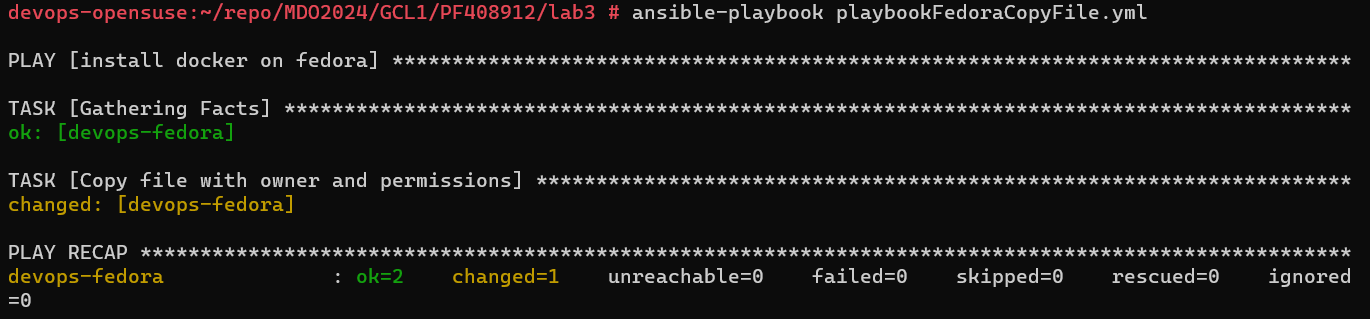 devops-opensuse:~/repo/MDO2024/GCL1/PF408912/lab3 # ansible-playbook playbookFedoraCopyFile.yml
PLAY [install docker on fedora] ********************************************************************************
TASK [Gathering Facts] *****************************************************************************************
ok: [devops-fedora]
TASK [Copy file with owner and permissions] ********************************************************************
changed: [devops-fedora]
PLAY RECAP *****************************************************************************************************
devops-fedora              : ok=2    changed=1    unreachable=0    failed=0    skipped=0    rescued=0    ignored
=0